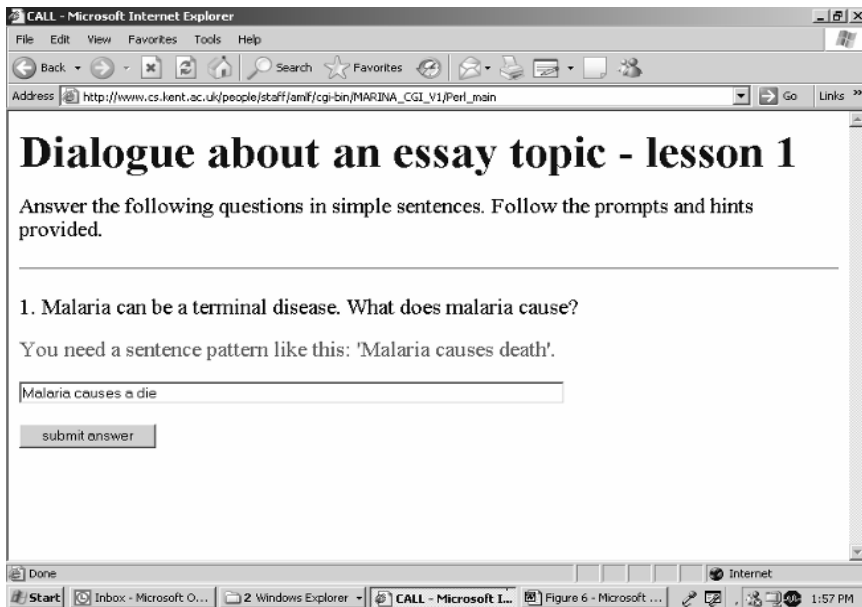 CALL - Microsoft Internet Explorer
File Edit View Favorites Tools Help
Back Search Favorites
Address http://www.cs.kent.ac.uk/people/staff/amlf/cgi-bin/MARINA_CGI_V1/Perl_main Go Links »
Dialogue about an essay topic - lesson 1
Answer the following questions in simple sentences. Follow the prompts and hints
provided.
1. Malaria can be a terminal disease. What does malaria cause?
You need a sentence pattern like this: 'Malaria causes death'.
Malaria causes a die
submit answer
Done Internet
Start Inbox - Microsoft O... 2 Windows Explorer CALL - Microsoft I... Figure 6 - Microsoft ... 1:57 PM